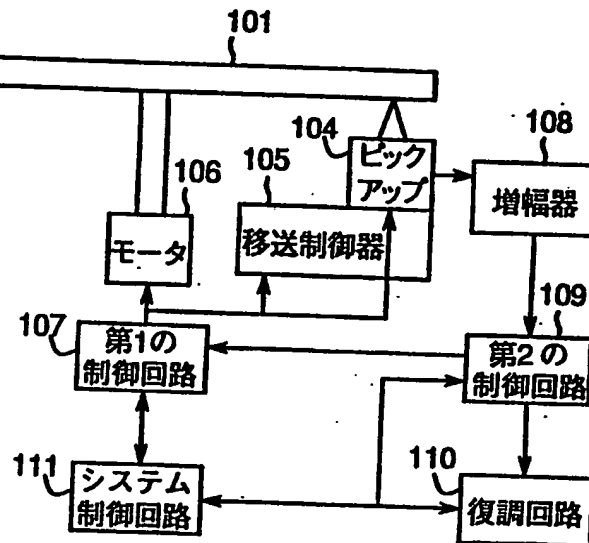 101
104
ピック
アップ
108
増幅器
105
移送制御器
106
モータ
107
第1の
制御回路
109
第2の
制御回路
111
システム
制御回路
110
復調回路